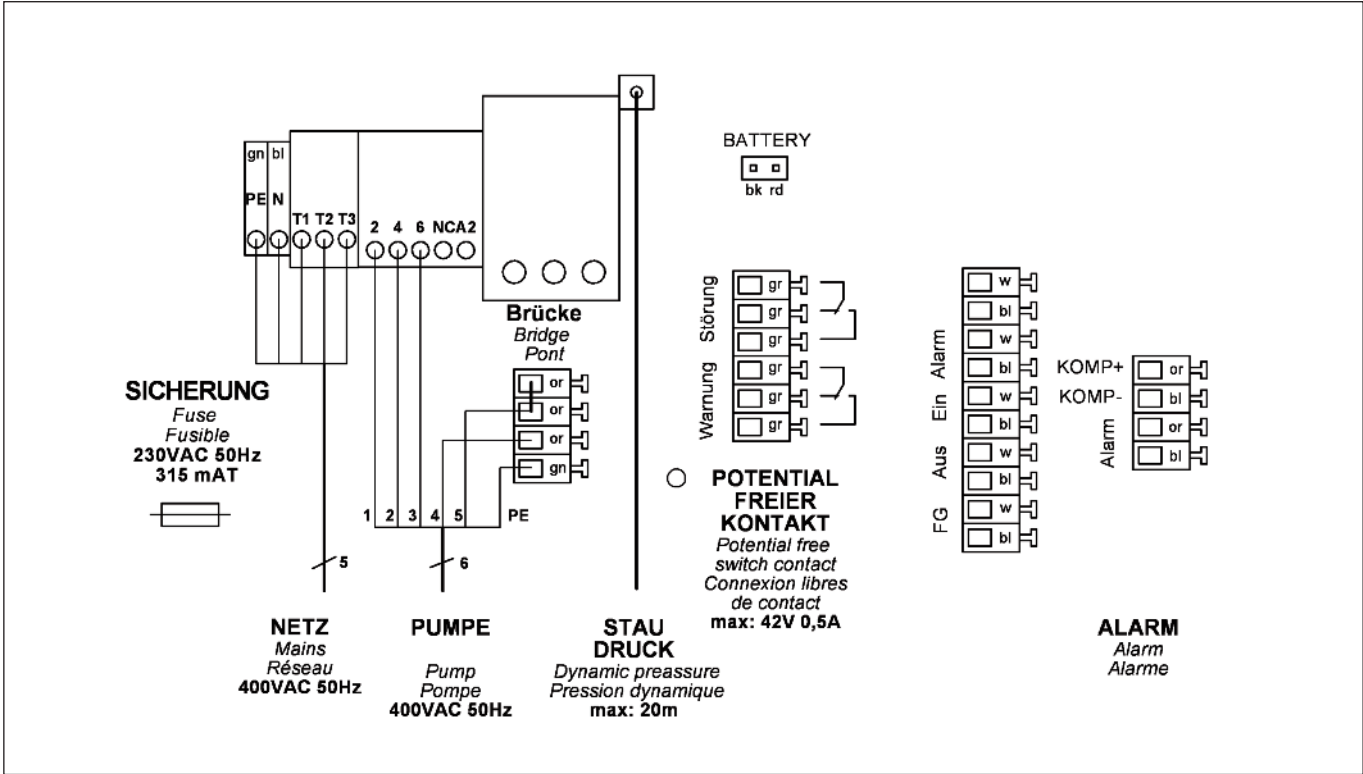 BATTERY
bk rd
gn bl
PE N
T1 T2 T3
2 4 6 NCA2
Brücke
Bridge
Pont
or
or
or
gn
SICHERUNG
Fuse
Fusible
230VAC 50Hz
315 mAT
1 2 3 4 5 PE
5
6
NETZ
Mains
Réseau
400VAC 50Hz
PUMPE
Pump
Pompe
400VAC 50Hz
STAU
DRUCK
Dynamic preassure
Pression dynamique
max: 20m
Störung
gr
gr
gr
Warnung
gr
gr
gr
POTENTIAL
FREIER
KONTAKT
Potential free
switch contact
Connexion libres
de contact
max: 42V 0,5A
w
bl
Alarm
w
bl
Ein
w
bl
Aus
w
bl
FG
w
bl
KOMP+ or
KOMP- bl
Alarm
or
bl
ALARM
Alarm
Alarme